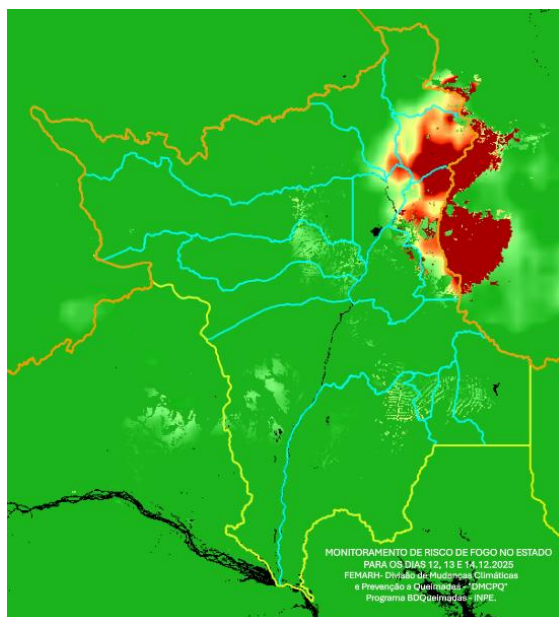 MONITORAMENTO DE RISCO DE FOGO NO ESTADO
PARA OS DIAS 12, 13 E 14.12.2025
FEMARH- Divisão de Mudanças Climáticas
e Prevenção a Queimadas – "DMCPQ"
Programa BDQueimadas - INPE.